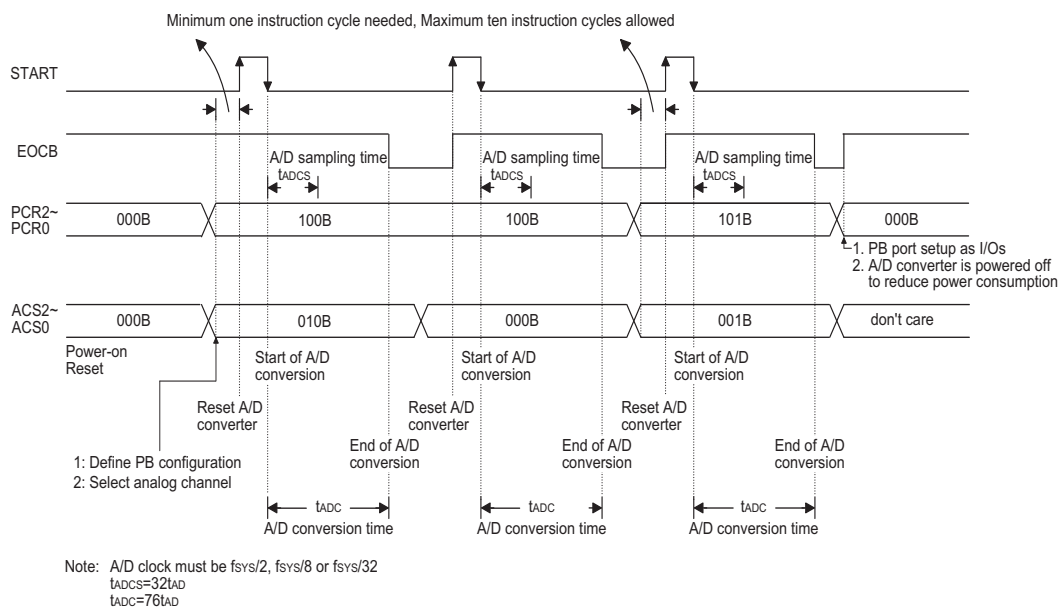 Minimum one instruction cycle needed, Maximum ten instruction cycles allowed
START
EOCB
A/D sampling time
tADCS
A/D sampling time
tADCS
A/D sampling time
tADCS
PCR2~
PCR0
000B
100B
100B
101B
000B
1. PB port setup as I/Os
2. A/D converter is powered off
to reduce power consumption
ACS2~
ACS0
000B
010B
000B
001B
don't care
Power-on
Reset
Start of A/D
conversion
Start of A/D
conversion
Start of A/D
conversion
Reset A/D
converter
Reset A/D
converter
Reset A/D
converter
1: Define PB configuration
2: Select analog channel
End of A/D
conversion
End of A/D
conversion
End of A/D
conversion
tADC
A/D conversion time
tADC
A/D conversion time
tADC
A/D conversion time
Note: A/D clock must be fSYS/2, fSYS/8 or fSYS/32
tADCS=32tAD
tADC=76tAD